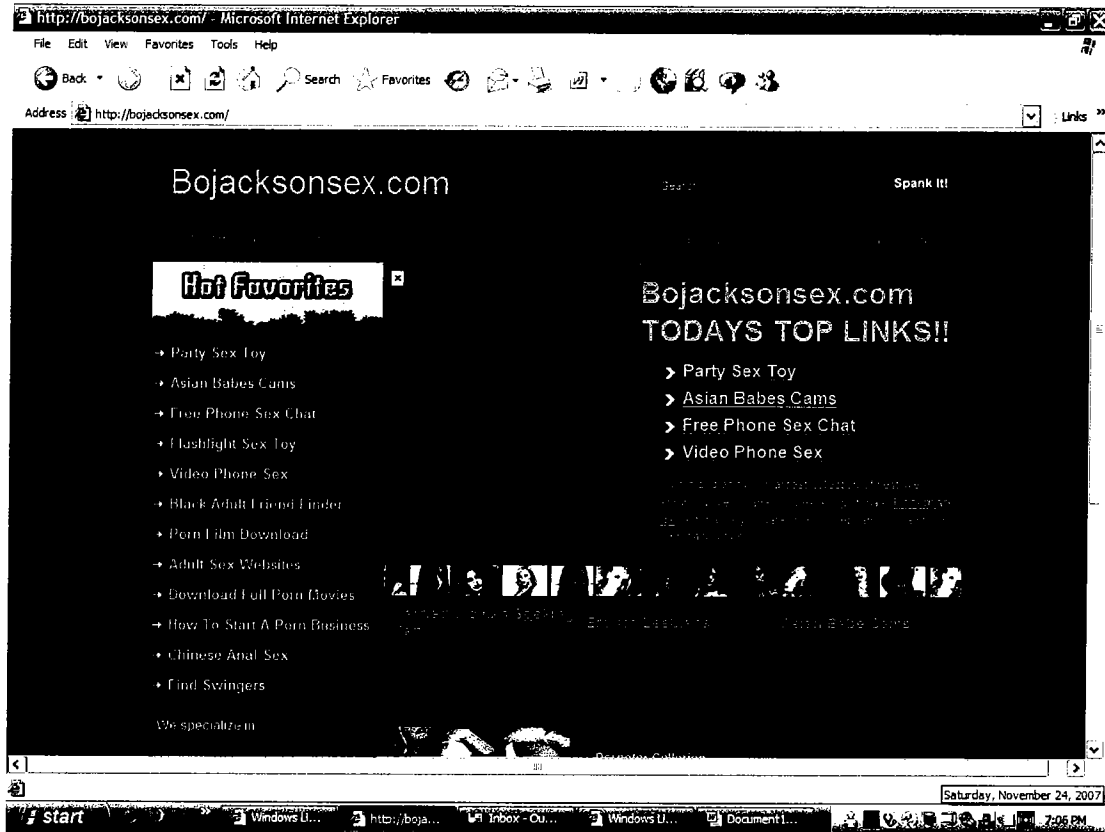 http://bojacksonsex.com/ - Microsoft Internet Explorer
File Edit View Favorites Tools Help
Back Search Favorites
Address http://bojacksonsex.com/ Links »
Bojacksonsex.com
Search
Spank It!
Hot Favorites
Party Sex Toy
Asian Babes Cams
Free Phone Sex Chat
Flashlight Sex Toy
Video Phone Sex
Black Adult Friend Finder
Porn Film Download
Adult Sex Websites
Download Full Porn Movies
How To Start A Porn Business
Chinese Anal Sex
Find Swingers
We specialize in
Bojacksonsex.com
TODAYS TOP LINKS!!
Party Sex Toy
Asian Babes Cams
Free Phone Sex Chat
Video Phone Sex
Saturday, November 24, 2007
start » Windows Li... http://boja... Inbox - Ou... Windows Li... Document1... 7:06 PM